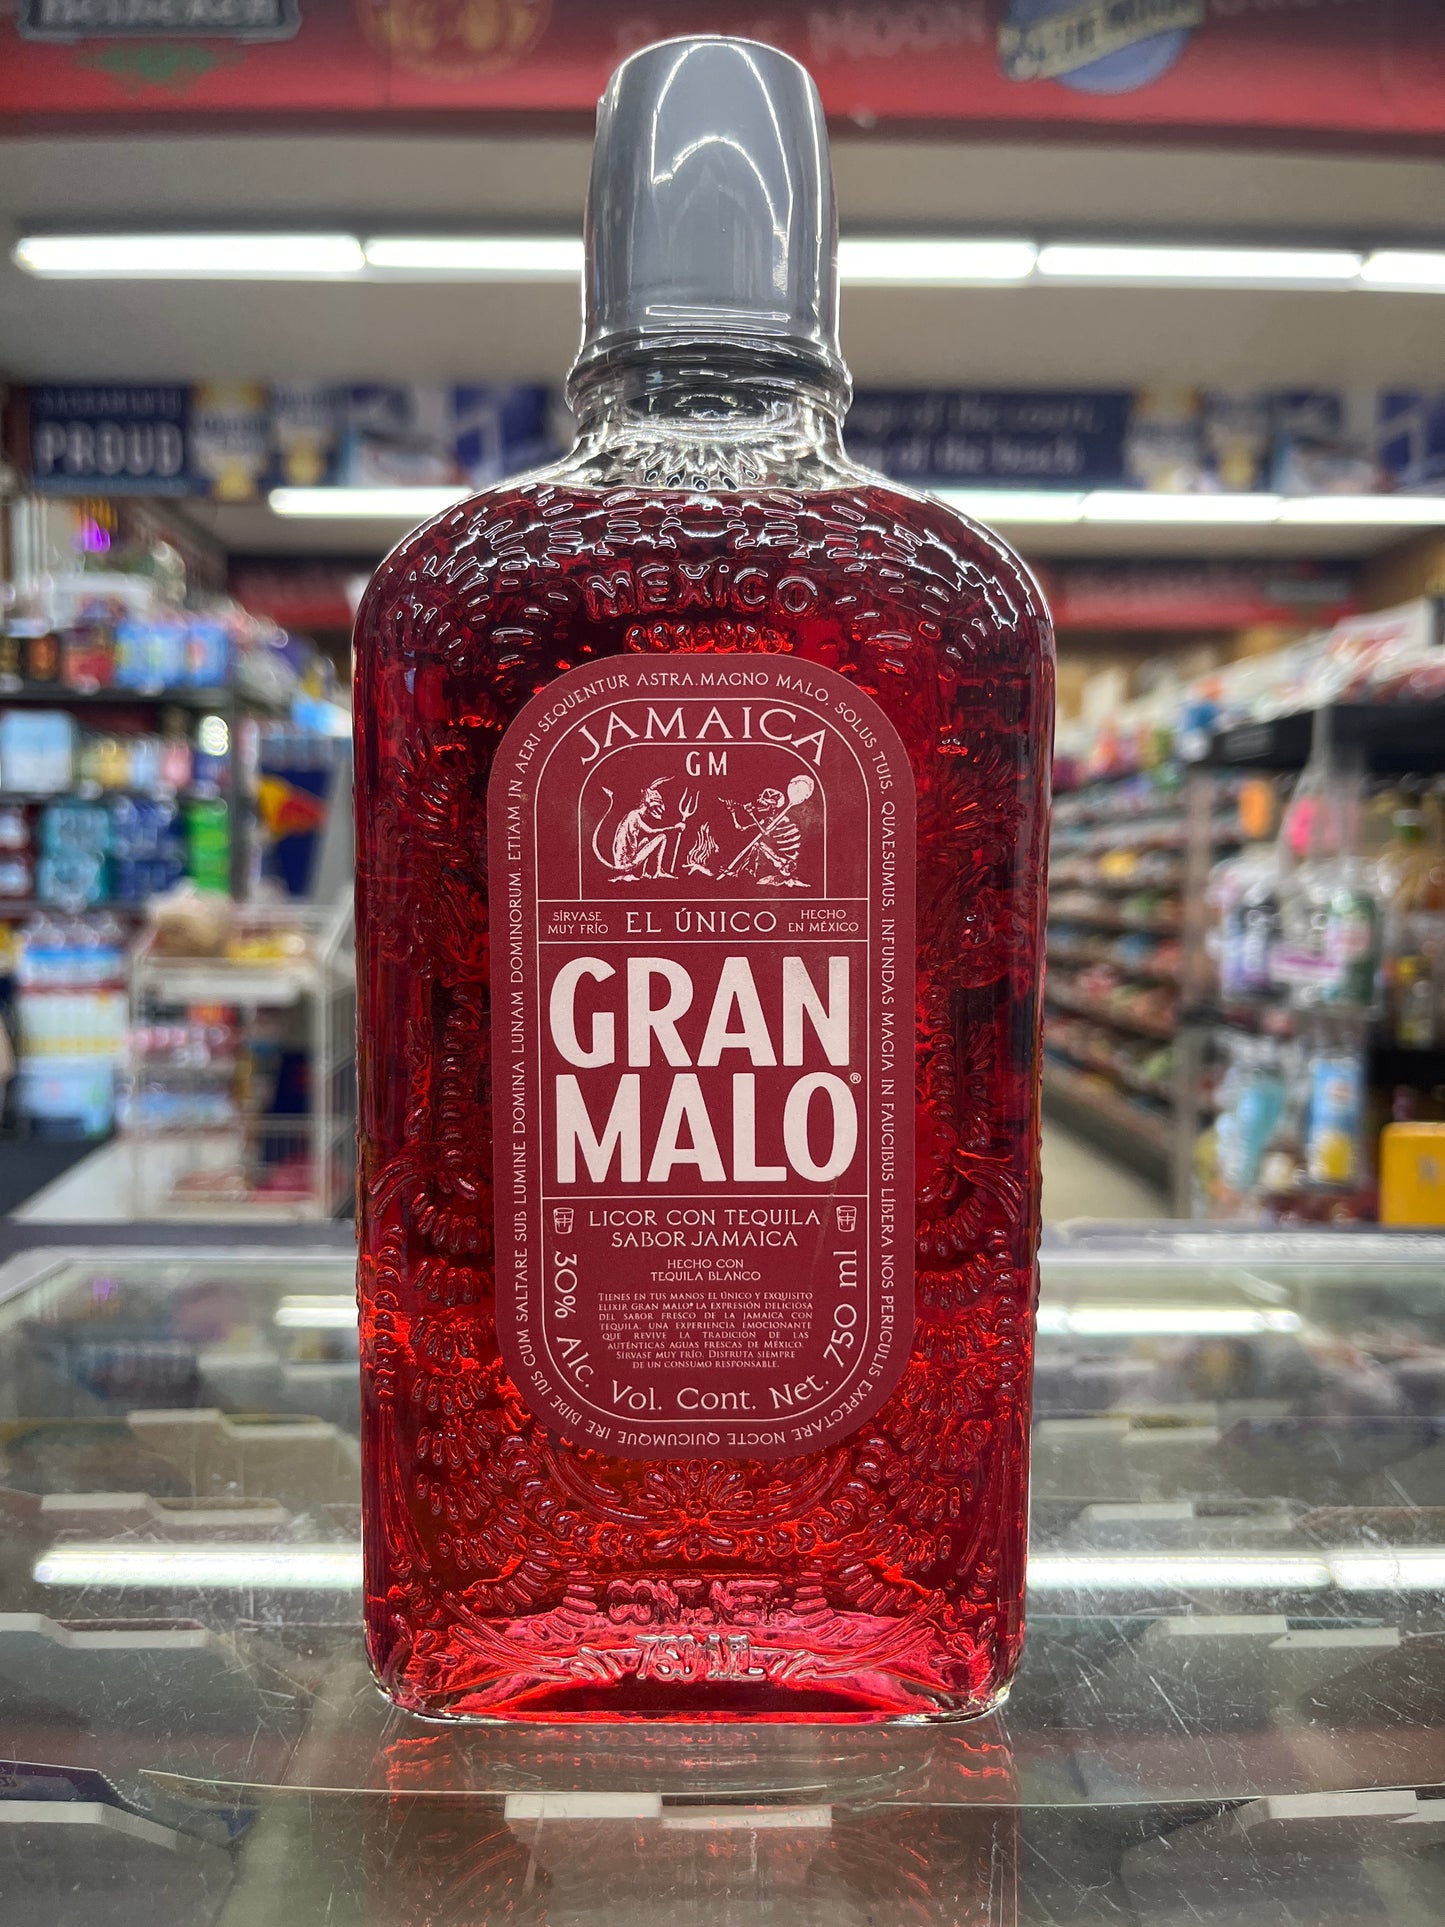 PROUD
MEXICO
SEQUENTUR ASTRA. MAGNO MALO, SOLUS TUIS, QUAESUMUS, INFUNDAS MAGIA IN FAUCIBUS LÍBERA NOS PERICULIS EXPECTARE NOCTE QUICUMQUE IRE BIBE IUS CUM SALTARE SUB LUMINE DOMINA LUNAM DOMINORUM. ETIAM IN AERI
JAMAICA
GM
SÍRVASE
MUY FRÍO
EL ÚNICO
HECHO
EN MÉXICO
GRAN
MALO®
LICOR CON TEQUILA
SABOR JAMAICA
HECHO CON
TEQUILA BLANCO
TIENES EN TUS MANOS EL ÚNICO Y EXQUISITO
ELIXIR GRAN MALO® LA EXPRESIÓN DELICIOSA
DEL SABOR FRESCO DE LA JAMAICA CON
TEQUILA. UNA EXPERIENCIA EMOCIONANTE
QUE REVIVE LA TRADICIÓN DE LAS
AUTÉNTICAS AGUAS FRESCAS DE MÉXICO.
SÍRVASE MUY FRÍO. DISFRUTA SIEMPRE
DE UN CONSUMO RESPONSABLE.
30% Alc. Vol. Cont. Net. 750 ml
CONT. NET.
750 ML